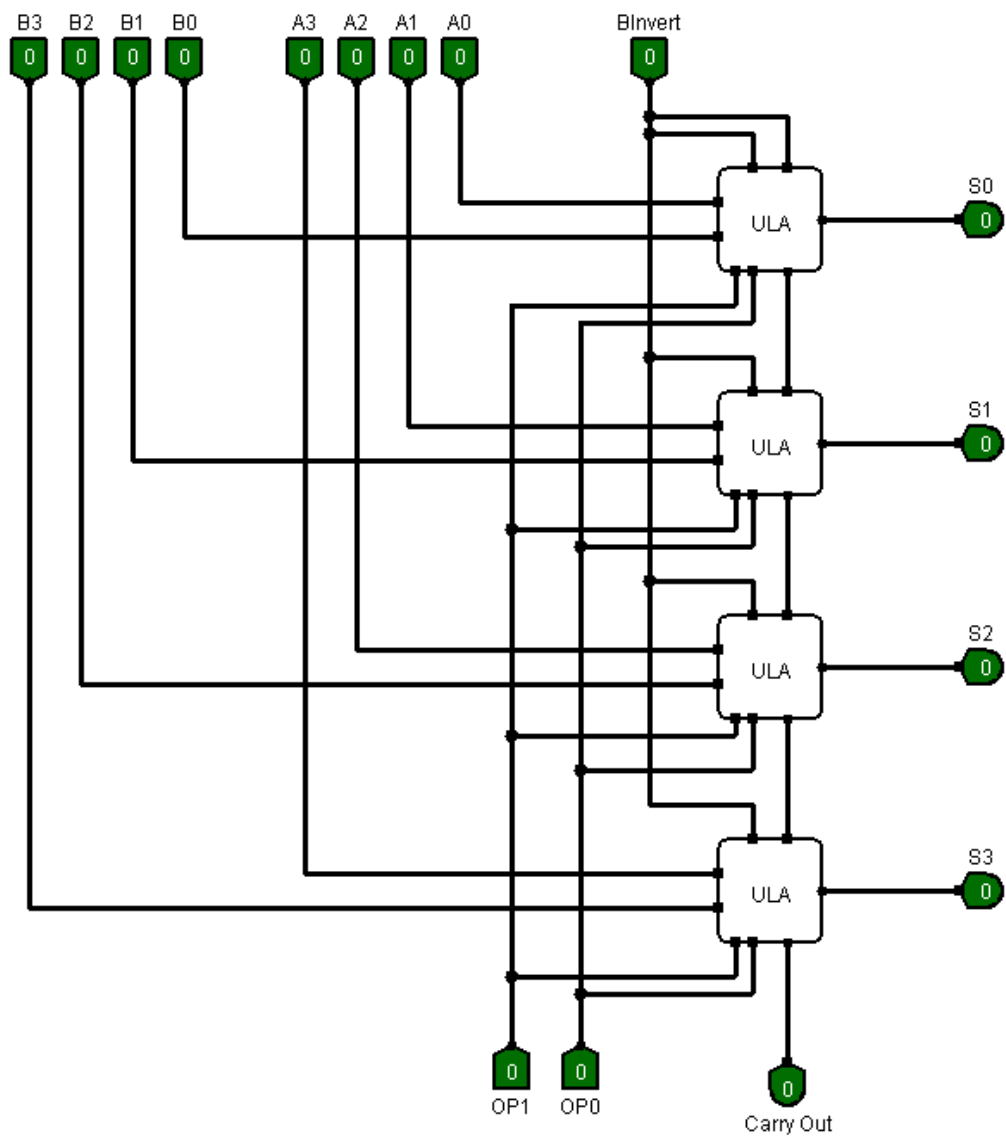 B3 B2 B1 B0 A3 A2 A1 A0 BInvert
0 0 0 0 0 0 0 0 0
S0
ULA 0
S1
ULA 0
S2
ULA 0
S3
ULA 0
0 0 0
OP1 OP0
Carry Out